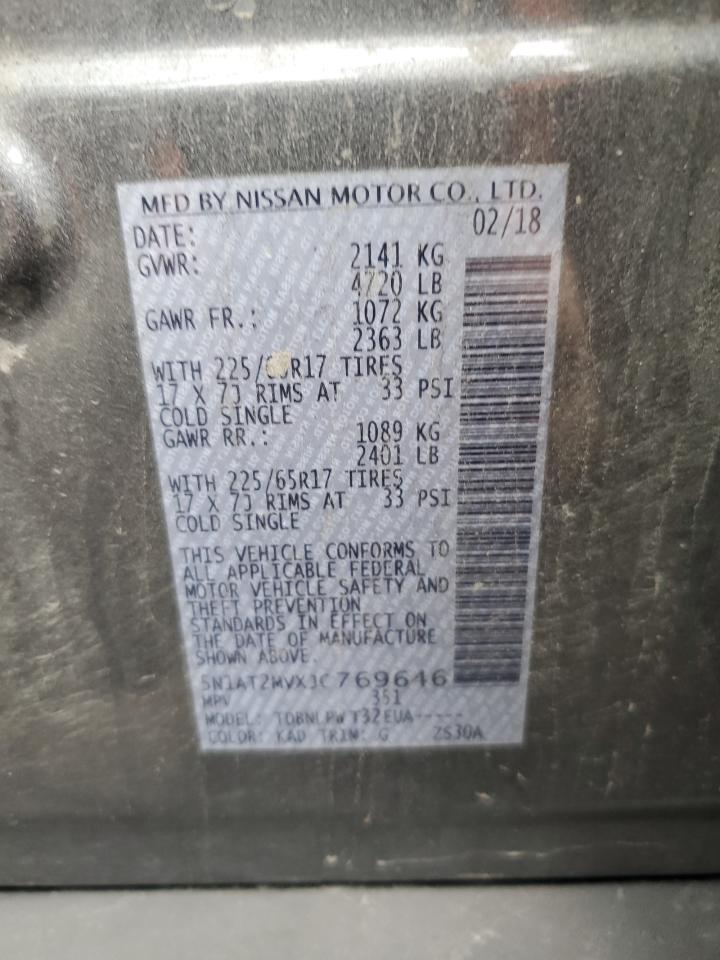 MFD BY NISSAN MOTOR CO., LTD.
DATE: 02/18
GVWR: 2141 KG
4720 LB
GAWR FR.: 1072 KG
2363 LB
WITH TIRES
17 X 7J RIMS AT 33 PSI
COLD SINGLE
GAWR RR.: 1089 KG
2401 LB
WITH 225/65R17 TIRES
17 X 7J RIMS AT 33 PSI
COLD SINGLE
THIS VEHICLE CONFORMS TO
ALL APPLICABLE FEDERAL
MOTOR VEHICLE SAFETY AND
THEFT PREVENTION
STANDARDS IN EFFECT ON
THE DATE OF MANUFACTURE
SHOWN ABOVE.
5N1AT2MVXJC769646
MPV 351
MODEL: T32EUA-----
COLOR: KAD TRIM: G ZS30A